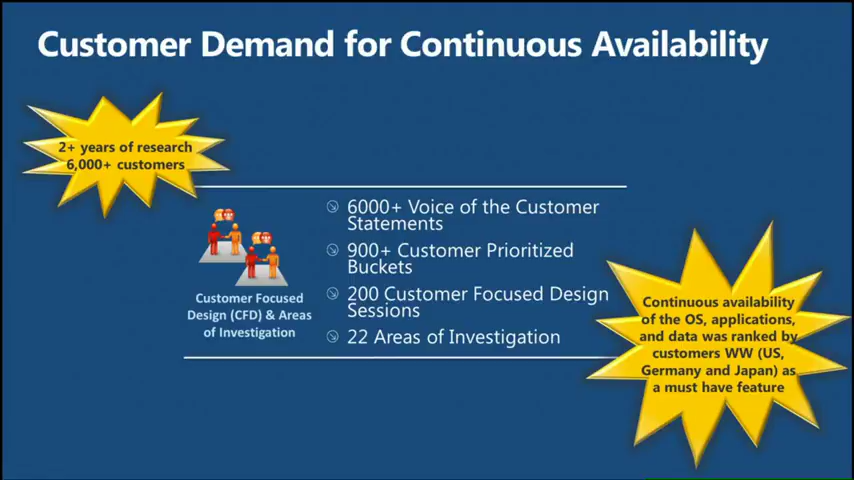 Customer Demand for Continuous Availability
2+ years of research
6,000+ customers
6000+ Voice of the Customer
Statements
900+ Customer Prioritized
Buckets
200 Customer Focused Design
Sessions
22 Areas of Investigation
Customer Focused
Design (CFD) & Areas
of Investigation
Continuous availability
of the OS, applications,
and data was ranked by
customers WW (US,
Germany and Japan) as
a must have feature